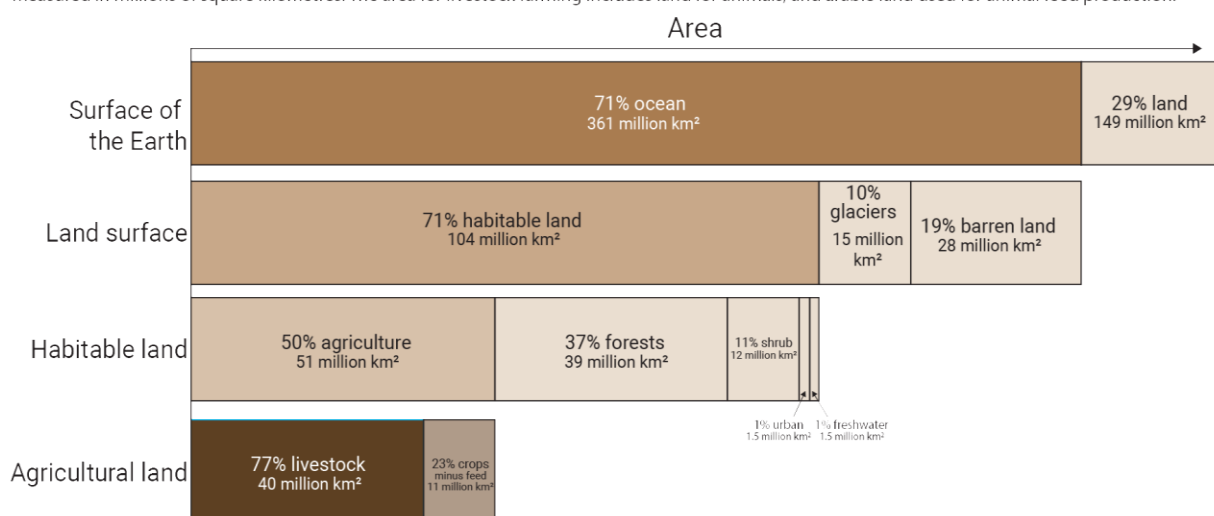 Area
Surface of
the Earth
71% ocean
361 million km²
29% land
149 million km²
Land surface
71% habitable land
104 million km²
10%
glaciers
15 million
km²
19% barren land
28 million km²
Habitable land
50% agriculture
51 million km²
37% forests
39 million km²
11% shrub
12 million km²
1% urban
1.5 million km²
1% freshwater
1.5 million km²
Agricultural land
77% livestock
40 million km²
23% crops
minus feed
11 million km²